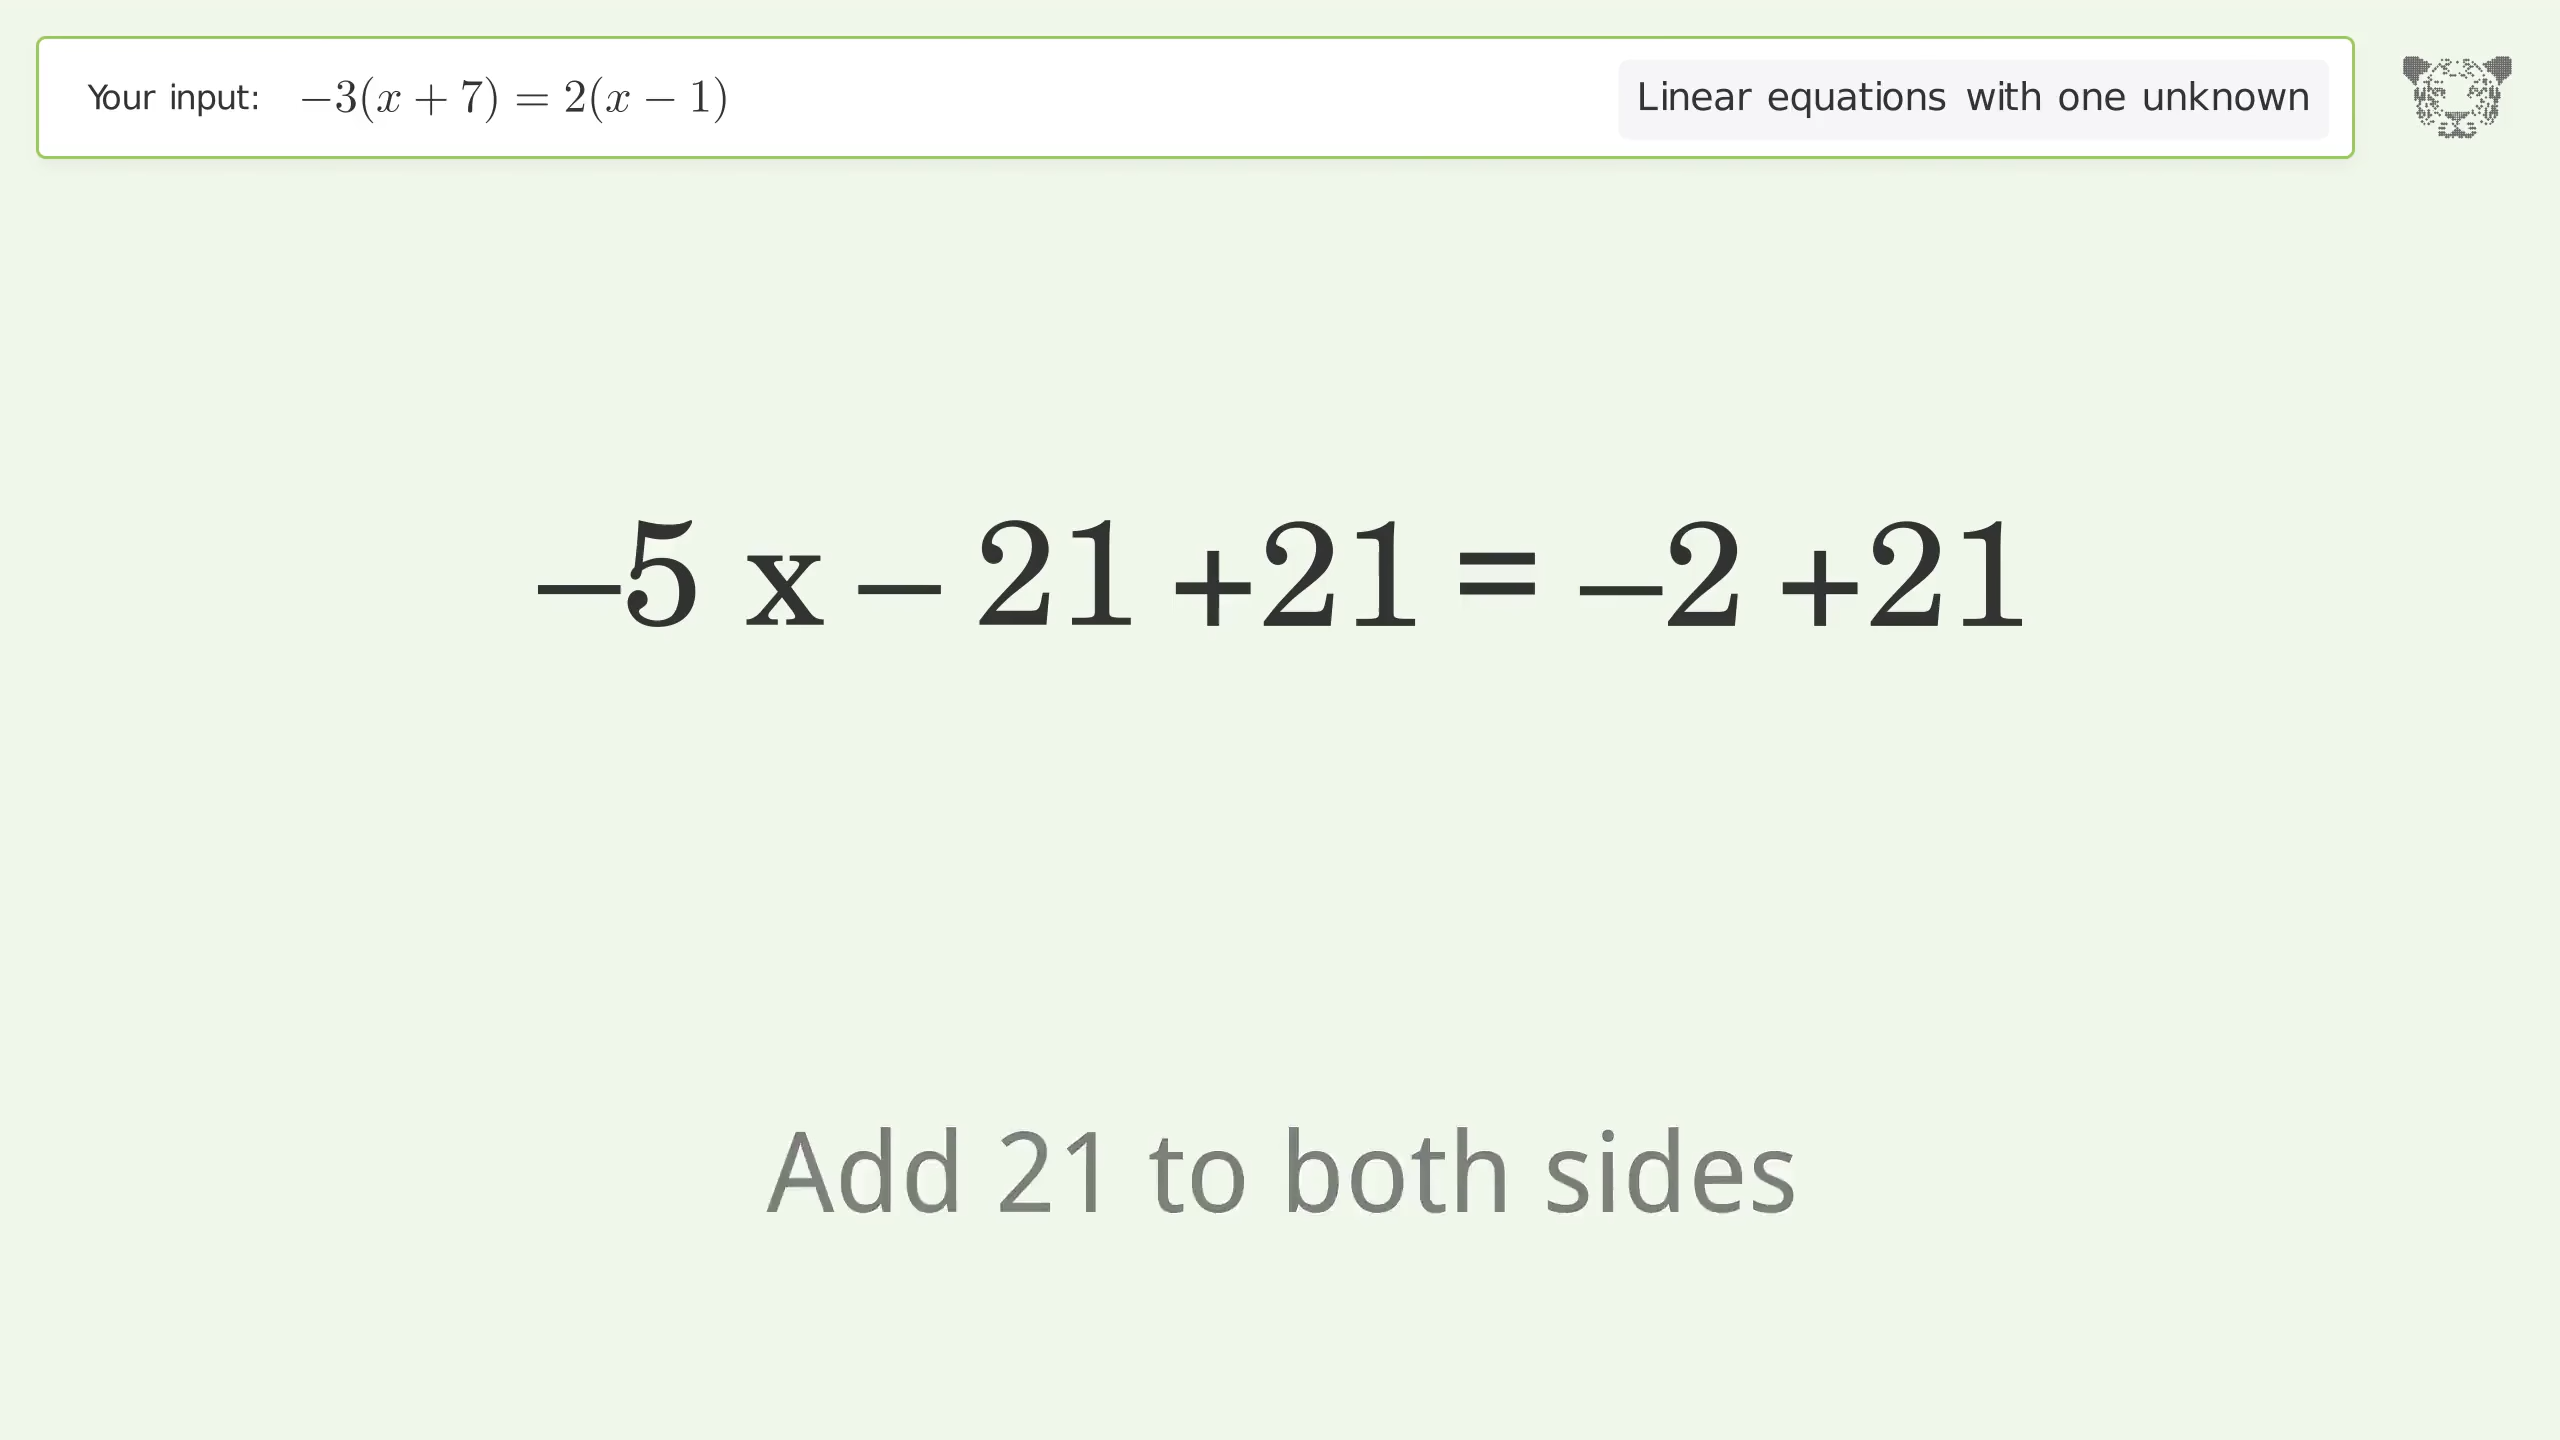 Your input: −3(x + 7) = 2(x − 1) Linear equations with one unknown
−5 x − 21 +21 = −2 +21
Add 21 to both sides